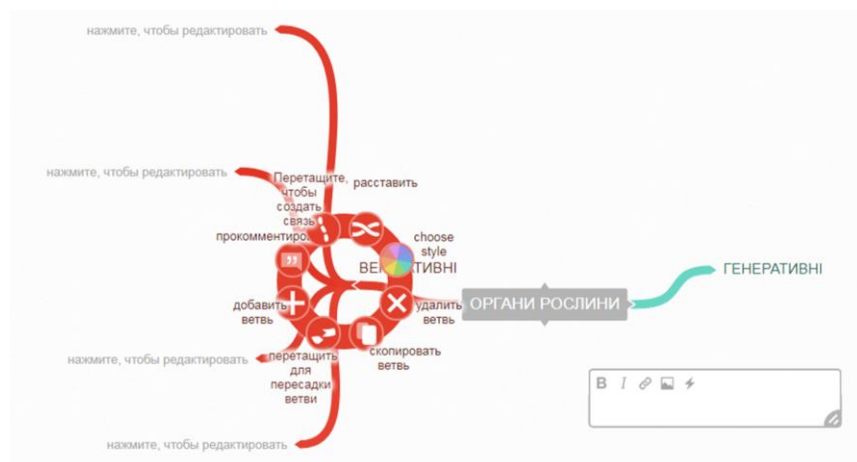 нажмите, чтобы редактировать
нажмите, чтобы редактировать
Перетащите,
чтобы
создать
связь
расставить
choose
style
ГЕНЕРАТИВНІ
ОРГАНИ РОСЛИНИ
добавить
ветвь
удалить
ветвь
скопировать
ветвь
нажмите, чтобы редактировать
перетащить
для
пересадки
ветви
B I
нажмите, чтобы редактировать